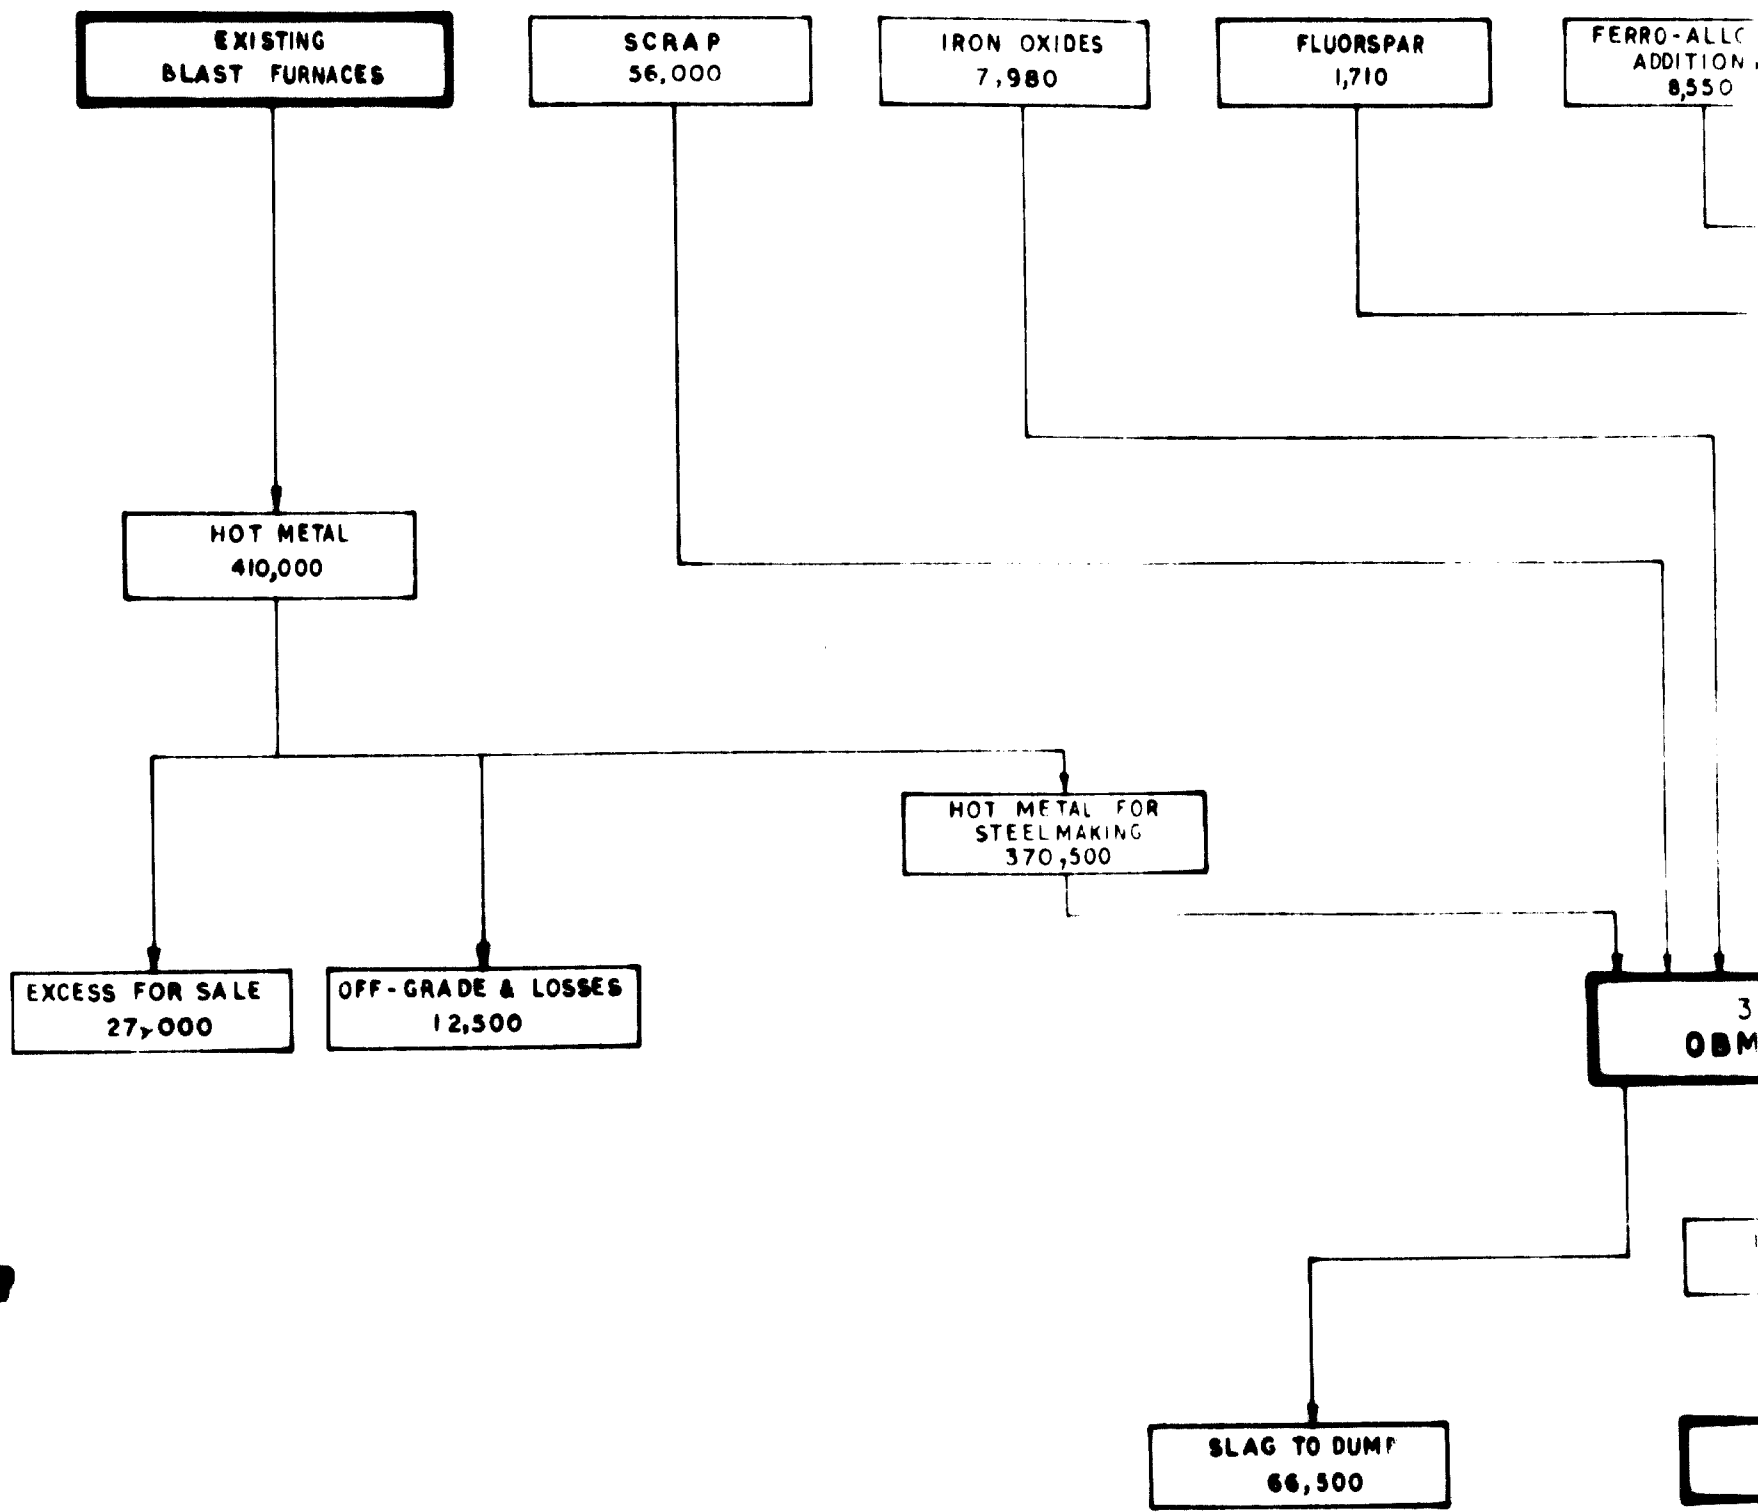 EXISTING
BLAST FURNACES
SCRAP
56,000
IRON OXIDES
7,980
FLUORSPAR
1,710
FERRO-ALLO
ADDITION
8,550
HOT METAL
410,000
HOT METAL FOR
STEELMAKING
370,500
EXCESS FOR SALE
27,000
OFF-GRADE & LOSSES
12,500
3
OBM
SLAG TO DUMP
66,500